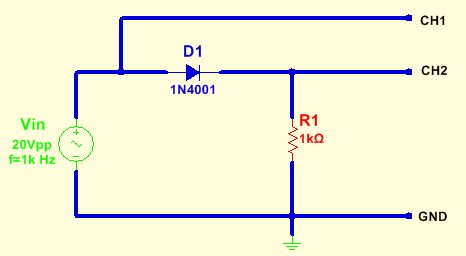 CH1
D1
CH2
1N4001
Vin
R1
20Vpp
1kΩ
f=1k Hz
GND